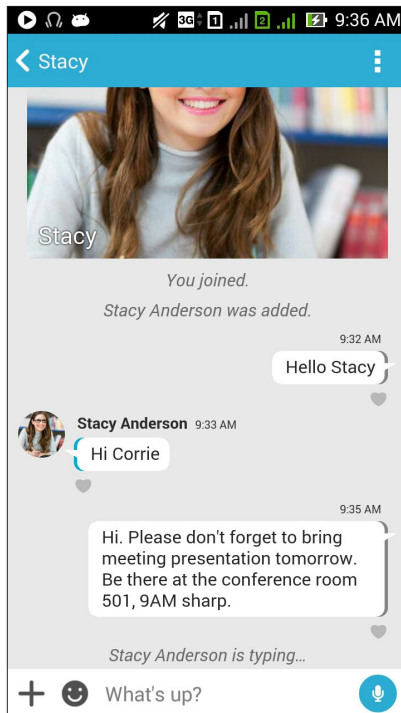 3G 1 2 9:36 AM
Stacy
Stacy
You joined.
Stacy Anderson was added.
9:32 AM
Hello Stacy
Stacy Anderson 9:33 AM
Hi Corrie
9:35 AM
Hi. Please don't forget to bring
meeting presentation tomorrow.
Be there at the conference room
501, 9AM sharp.
Stacy Anderson is typing...
What's up?